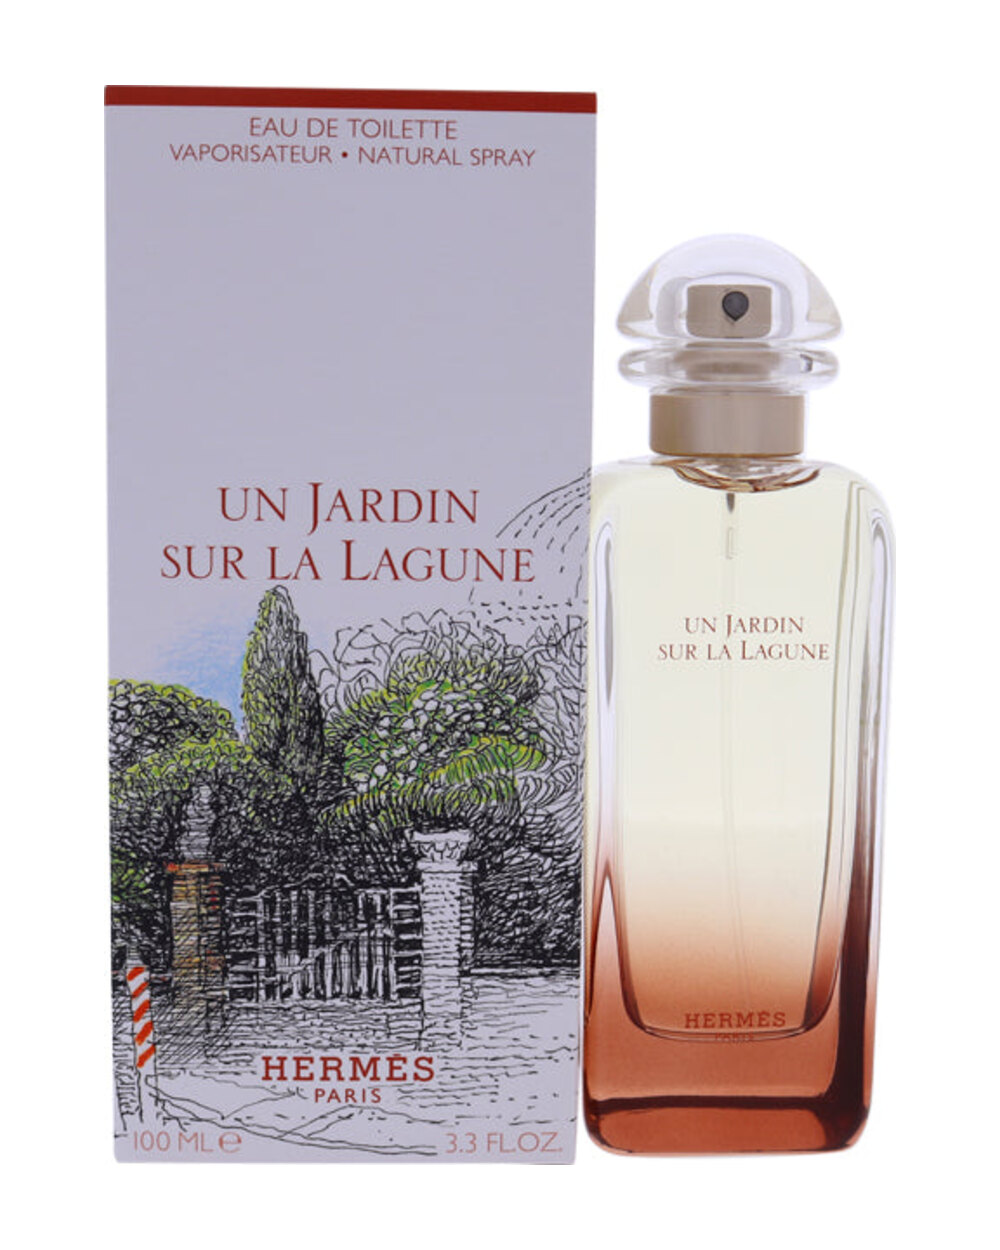 EAU DE TOILETTE
VAPORISATEUR • NATURAL SPRAY
UN JARDIN
SUR LA LAGUNE
HERMÈS
PARIS
100 ML e
3.3 FL.OZ.
UN JARDIN
SUR LA LAGUNE
HERMÈS
PARIS